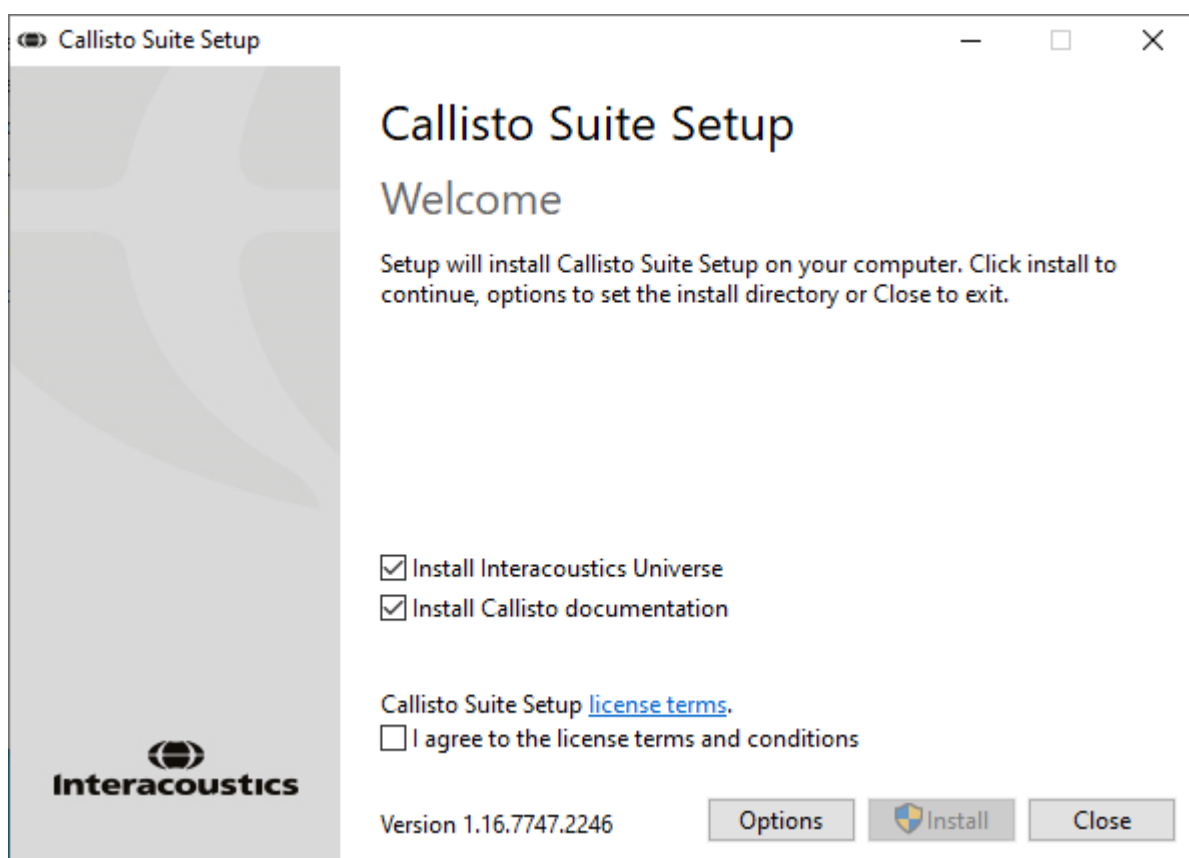 Callisto Suite Setup
Callisto Suite Setup
Welcome
Setup will install Callisto Suite Setup on your computer. Click install to
continue, options to set the install directory or Close to exit.
Install Interacoustics Universe
Install Callisto documentation
Callisto Suite Setup license terms.
I agree to the license terms and conditions
Interacoustics
Version 1.16.7747.2246
Options
Install
Close